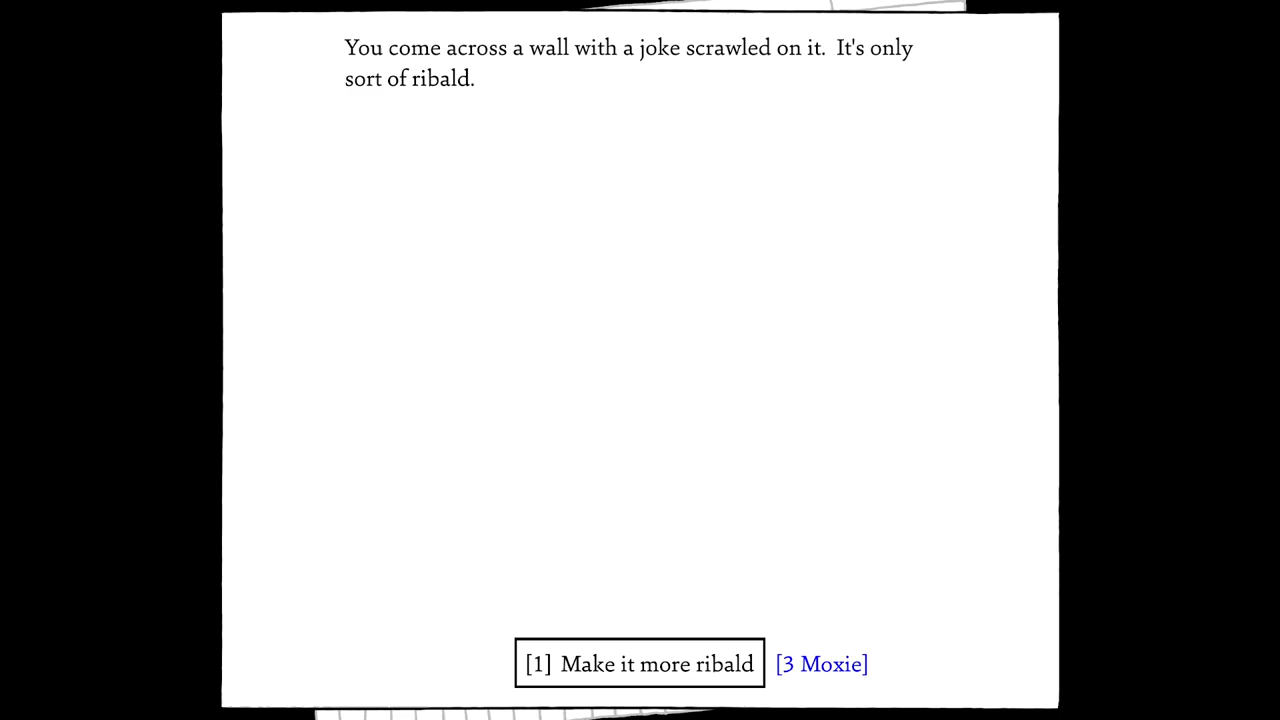 You come across a wall with a joke scrawled on it.  It's only
sort of ribald.
[1] Make it more ribald [3 Moxie]